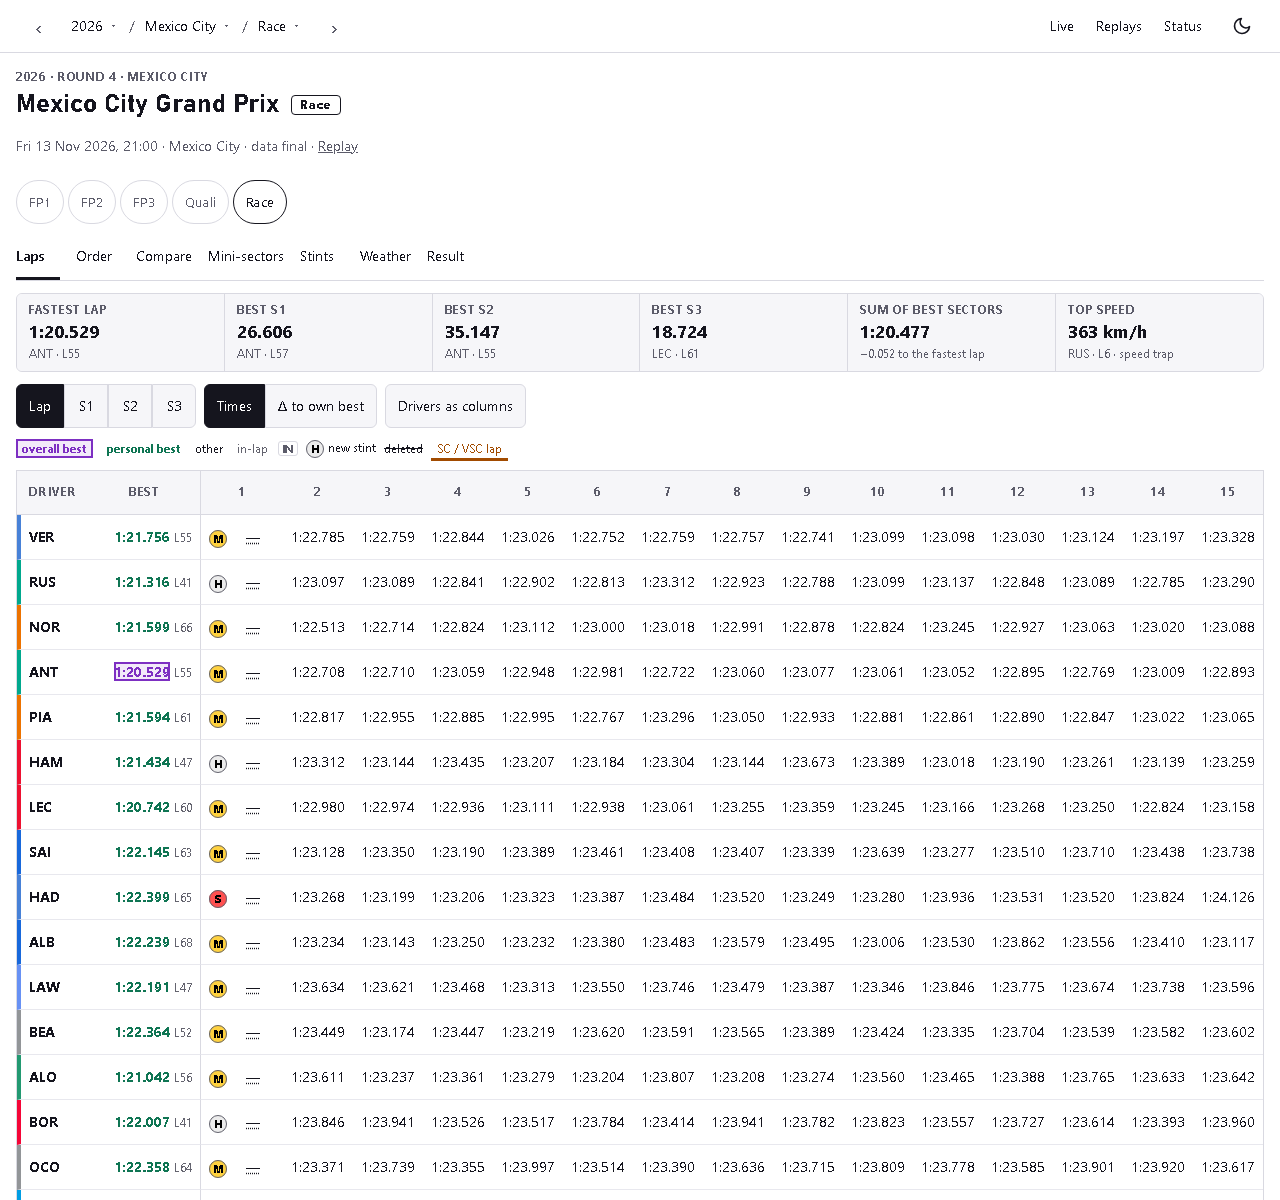 2026 / Mexico City / Race
Live Replays Status
2026 · ROUND 4 · MEXICO CITY
Mexico City Grand Prix Race
Fri 13 Nov 2026, 21:00 · Mexico City · data final · Replay
FP1 FP2 FP3 Quali Race
Laps Order Compare Mini-sectors Stints Weather Result
FASTEST LAP BEST S1 BEST S2 BEST S3 SUM OF BEST SECTORS TOP SPEED
1:20.529 26.606 35.147 18.724 1:20.477 363 km/h
ANT · L55 ANT · L57 ANT · L55 LEC · L61 −0.052 to the fastest lap RUS · L6 · speed trap
Lap S1 S2 S3 Times Δ to own best Drivers as columns
overall best personal best other in-lap IN H new stint deleted SC / VSC lap
DRIVER BEST 1 2 3 4 5 6 7 8 9 10 11 12 13 14 15
VER 1:21.756 L55 M — 1:22.785 1:22.759 1:22.844 1:23.026 1:22.752 1:22.759 1:22.757 1:22.741 1:23.099 1:23.098 1:23.030 1:23.124 1:23.197 1:23.328
RUS 1:21.316 L41 H — 1:23.097 1:23.089 1:22.841 1:22.902 1:22.813 1:23.312 1:22.923 1:22.788 1:23.099 1:23.137 1:22.848 1:23.089 1:22.785 1:23.290
NOR 1:21.599 L66 M — 1:22.513 1:22.714 1:22.824 1:23.112 1:23.000 1:23.018 1:22.991 1:22.878 1:22.824 1:23.245 1:22.927 1:23.063 1:23.020 1:23.088
ANT 1:20.529 L55 M — 1:22.708 1:22.710 1:23.059 1:22.948 1:22.981 1:22.722 1:23.060 1:23.077 1:23.061 1:23.052 1:22.895 1:22.769 1:23.009 1:22.893
PIA 1:21.594 L61 M — 1:22.817 1:22.955 1:22.885 1:22.995 1:22.767 1:23.296 1:23.050 1:22.933 1:22.881 1:22.861 1:22.890 1:22.847 1:23.022 1:23.065
HAM 1:21.434 L47 H — 1:23.312 1:23.144 1:23.435 1:23.207 1:23.184 1:23.304 1:23.144 1:23.673 1:23.389 1:23.018 1:23.190 1:23.261 1:23.139 1:23.259
LEC 1:20.742 L60 M — 1:22.980 1:22.974 1:22.936 1:23.111 1:22.938 1:23.061 1:23.255 1:23.359 1:23.245 1:23.166 1:23.268 1:23.250 1:22.824 1:23.158
SAI 1:22.145 L63 M — 1:23.128 1:23.350 1:23.190 1:23.389 1:23.461 1:23.408 1:23.407 1:23.339 1:23.639 1:23.277 1:23.510 1:23.710 1:23.438 1:23.738
HAD 1:22.399 L65 S — 1:23.268 1:23.199 1:23.206 1:23.323 1:23.387 1:23.484 1:23.520 1:23.249 1:23.280 1:23.936 1:23.531 1:23.520 1:23.824 1:24.126
ALB 1:22.239 L68 M — 1:23.234 1:23.143 1:23.250 1:23.232 1:23.380 1:23.483 1:23.579 1:23.495 1:23.006 1:23.530 1:23.862 1:23.556 1:23.410 1:23.117
LAW 1:22.191 L47 M — 1:23.634 1:23.621 1:23.468 1:23.313 1:23.550 1:23.746 1:23.479 1:23.387 1:23.346 1:23.846 1:23.775 1:23.674 1:23.738 1:23.596
BEA 1:22.364 L52 M — 1:23.449 1:23.174 1:23.447 1:23.219 1:23.620 1:23.591 1:23.565 1:23.389 1:23.424 1:23.335 1:23.704 1:23.539 1:23.582 1:23.602
ALO 1:21.042 L56 M — 1:23.611 1:23.237 1:23.361 1:23.279 1:23.204 1:23.807 1:23.208 1:23.274 1:23.560 1:23.465 1:23.388 1:23.765 1:23.633 1:23.642
BOR 1:22.007 L41 H — 1:23.846 1:23.941 1:23.526 1:23.517 1:23.784 1:23.414 1:23.941 1:23.782 1:23.823 1:23.557 1:23.727 1:23.614 1:23.393 1:23.960
OCO 1:22.358 L64 M — 1:23.371 1:23.739 1:23.355 1:23.997 1:23.514 1:23.390 1:23.636 1:23.715 1:23.809 1:23.778 1:23.585 1:23.901 1:23.920 1:23.617